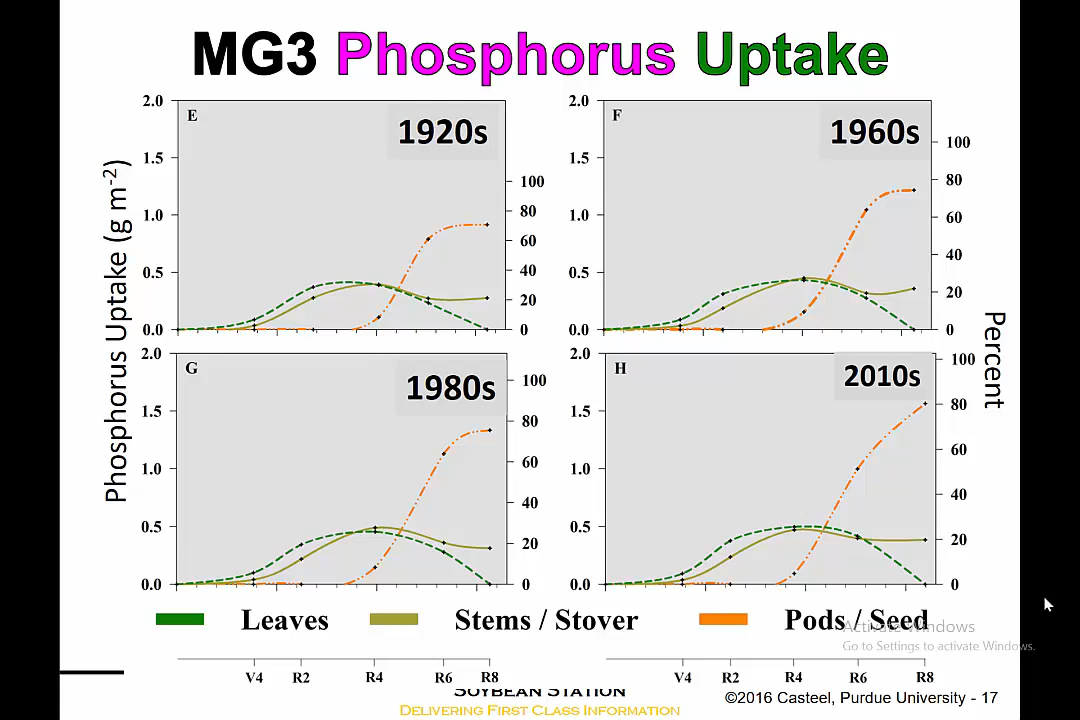 MG3 Phosphorus Uptake
E
1920s
2.0
1.5
1.0
0.5
0.0
100
80
60
40
20
0
F
1960s
2.0
1.5
1.0
0.5
0.0
100
80
60
40
20
0
Phosphorus Uptake (g m-2)
Percent
G
1980s
2.0
1.5
1.0
0.5
0.0
100
80
60
40
20
0
H
2010s
2.0
1.5
1.0
0.5
0.0
100
80
60
40
20
0
Leaves
Stems / Stover
Pods / Seed
Activate Windows
Go to Settings to activate Windows.
V4 R2 R4 R6 R8
V4 R2 R4 R6 R8
SOYBEAN STATION
DELIVERING FIRST CLASS INFORMATION
©2016 Casteel, Purdue University - 17